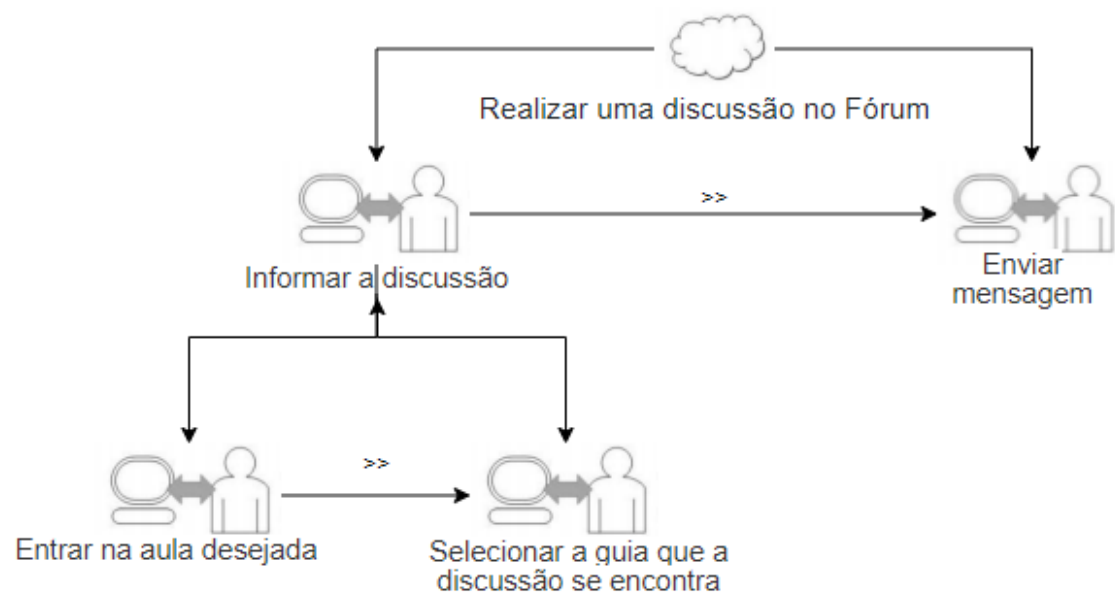 Realizar uma discussão no Fórum
>>
Informar a discussão
Enviar
mensagem
>>
Entrar na aula desejada
Selecionar a guia que a
discussão se encontra